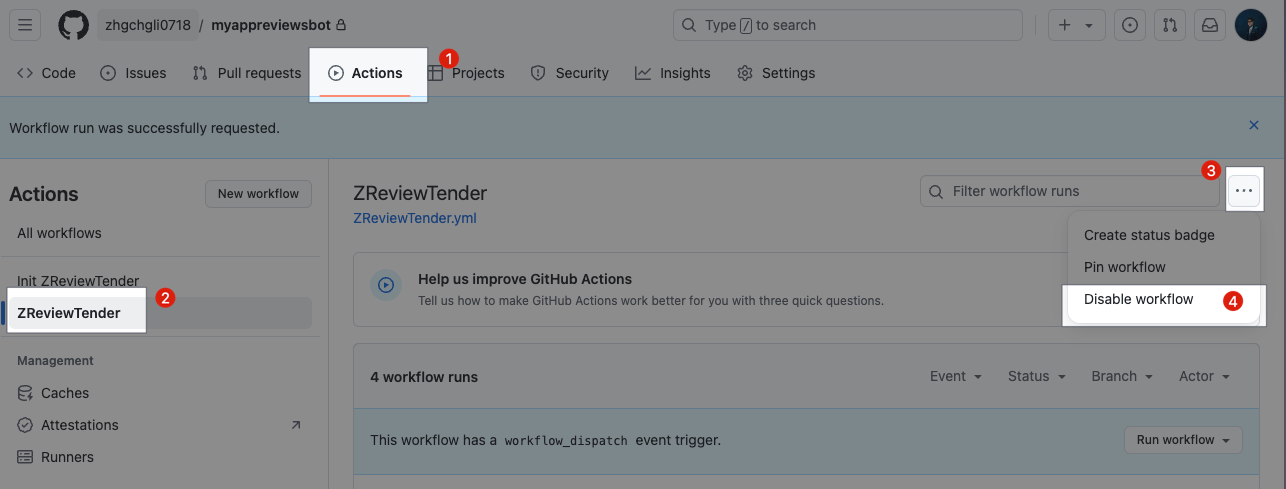 zhgchgli0718 / myappreviewsbot
Type / to search
Code Issues Pull requests Actions 1 Projects Security Insights Settings
Workflow run was successfully requested.
Actions
New workflow
All workflows
Init ZReviewTender
ZReviewTender 2
Management
Caches
Attestations
Runners
ZReviewTender
ZReviewTender.yml
Filter workflow runs
3
...
Create status badge
Pin workflow
Disable workflow 4
Help us improve GitHub Actions
Tell us how to make GitHub Actions work better for you with three quick questions.
4 workflow runs
Event Status Branch Actor
This workflow has a workflow_dispatch event trigger.
Run workflow